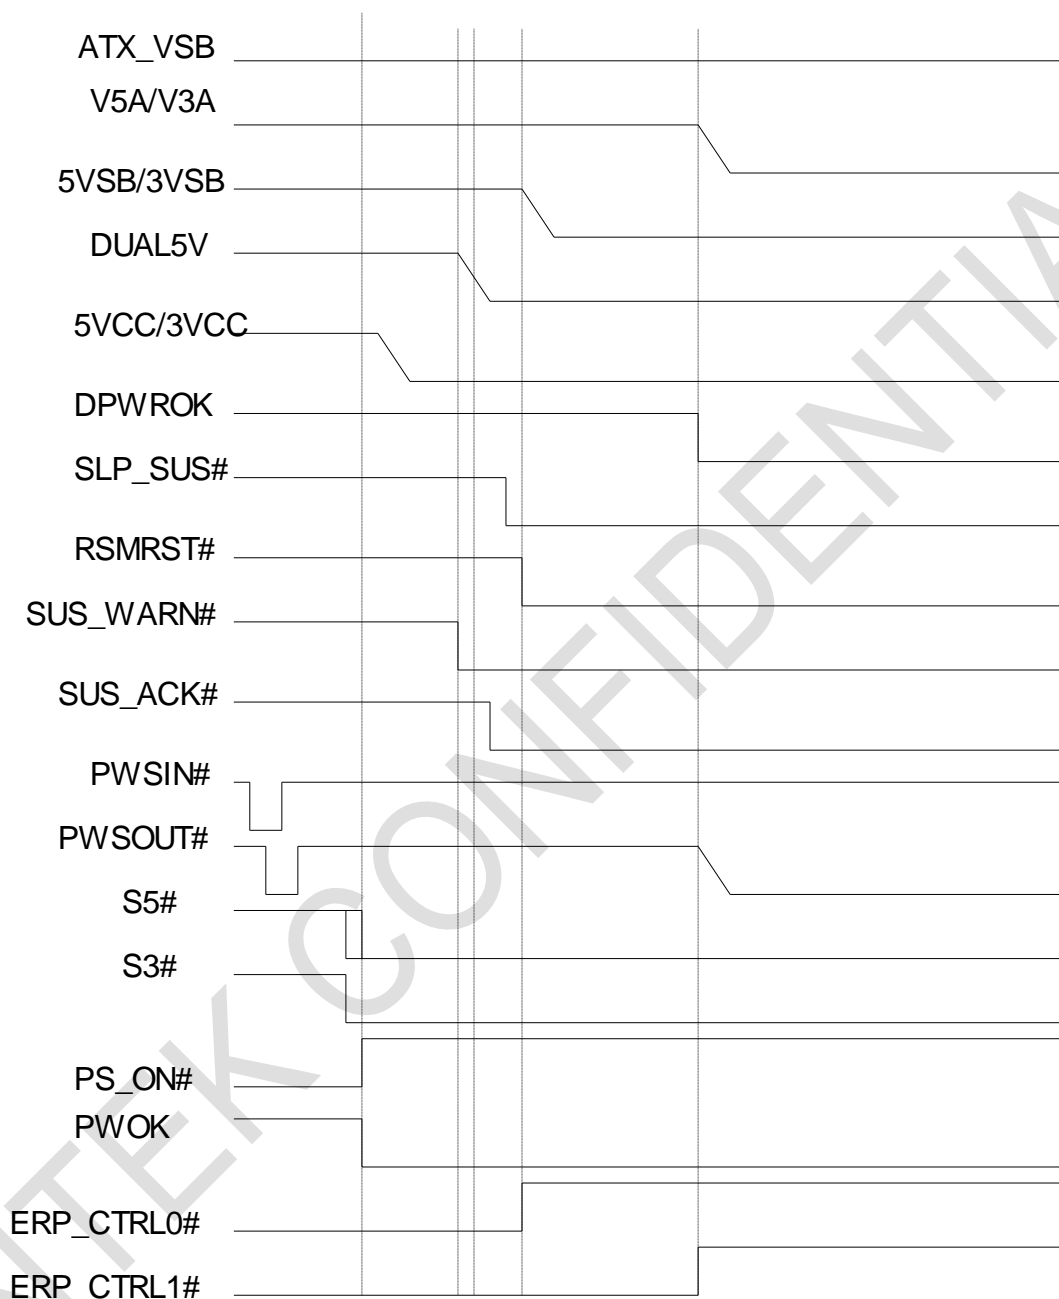 ATX_VSB
V5A/V3A
5VSB/3VSB
DUAL5V
5VCC/3VCC
DPWROK
SLP_SUS#
RSMRST#
SUS_WARN#
SUS_ACK#
PWSIN#
PWSOUT#
S5#
S3#
PS_ON#
PWOK
ERP_CTRL0#
ERP_CTRL1#
NTEK CONFIDENTIA